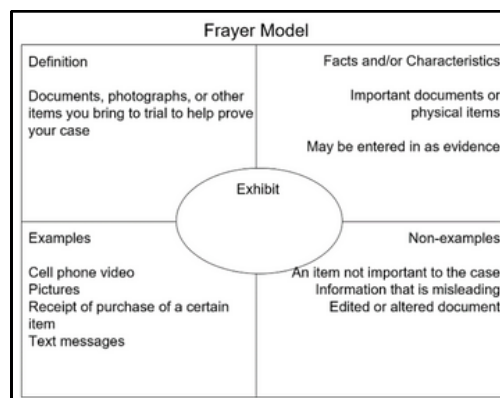 Frayer Model
Definition
Documents, photographs, or other
items you bring to trial to help prove
your case
Facts and/or Characteristics
Important documents or
physical items
May be entered in as evidence
Exhibit
Examples
Cell phone video
Pictures
Receipt of purchase of a certain
item
Text messages
Non-examples
An item not important to the case
Information that is misleading
Edited or altered document